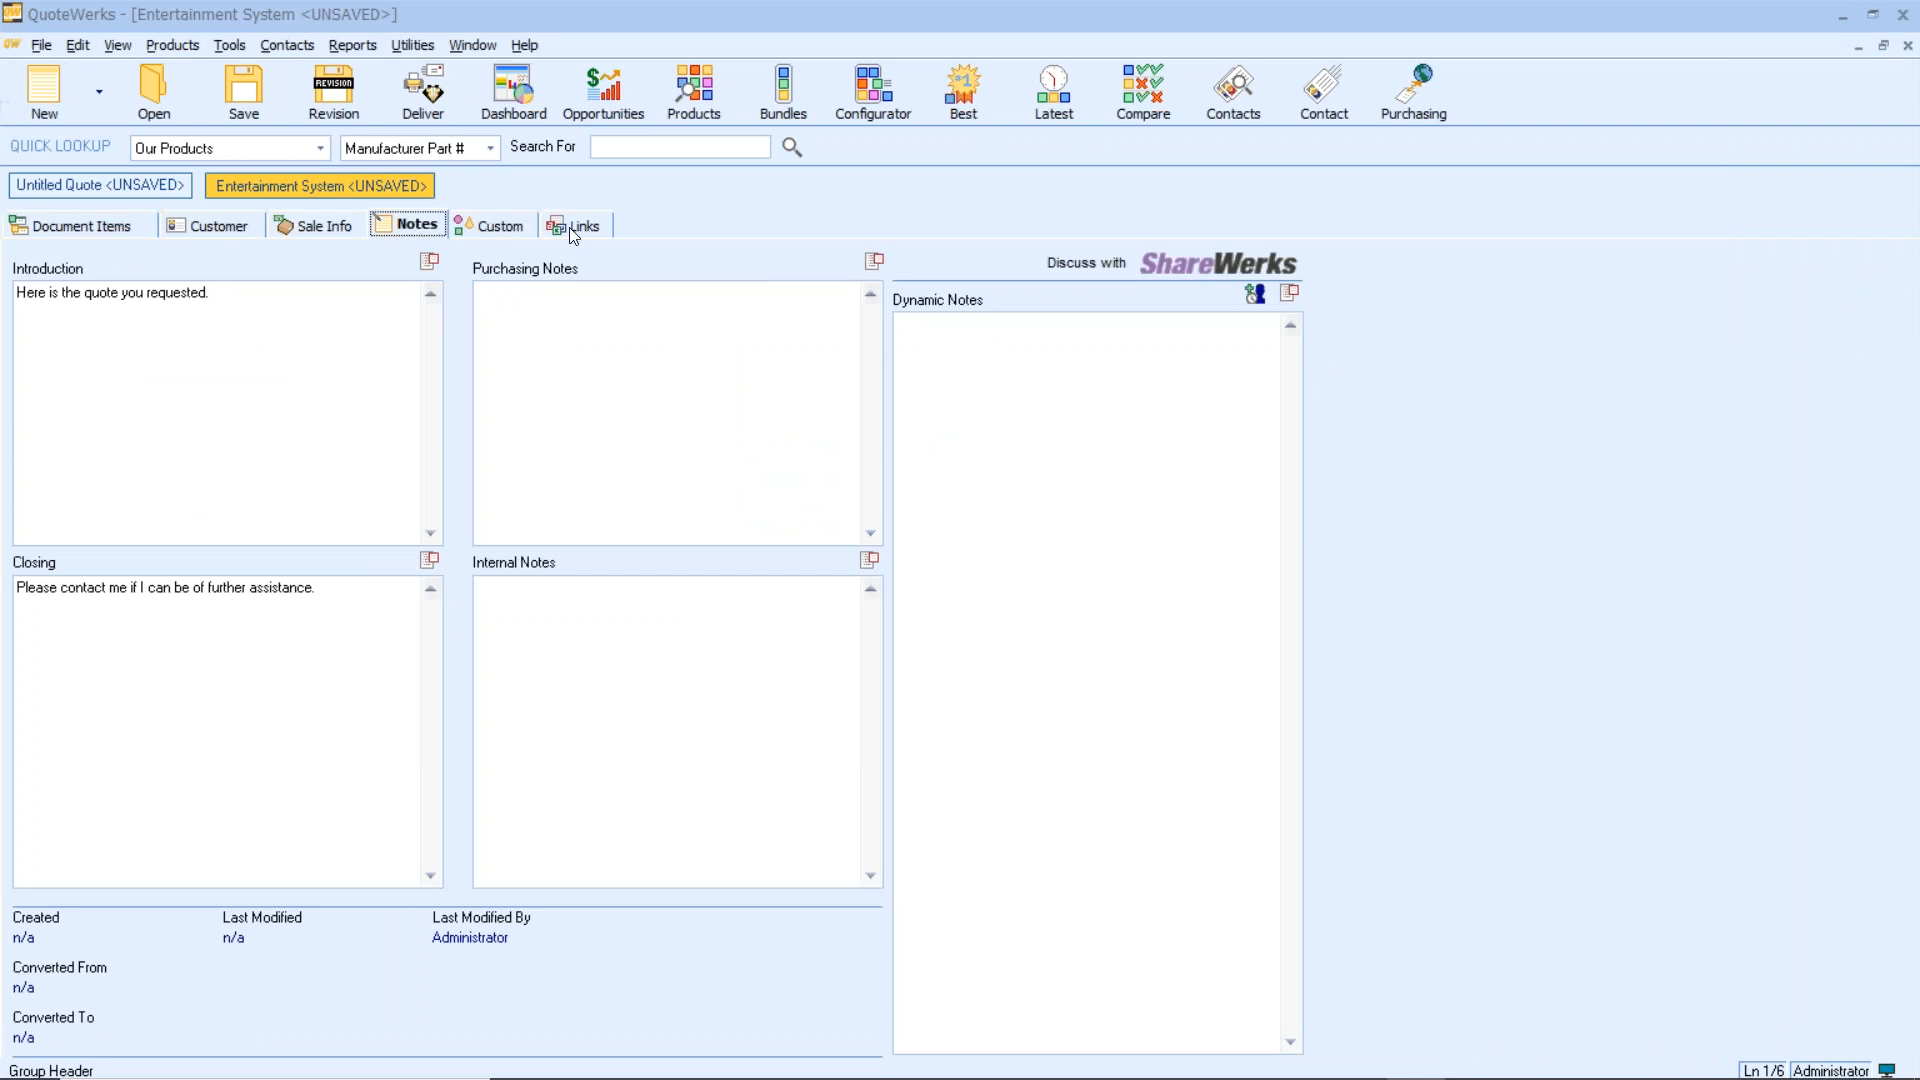 QuoteWerks - [Entertainment System <UNSAVED>]
File Edit View Products Tools Contacts Reports Utilities Window Help
New Open Save Revision Deliver Dashboard Opportunities Products Bundles Configurator Best Latest Compare Contacts Contact Purchasing
QUICK LOOKUP Our Products Manufacturer Part # Search For
Untitled Quote <UNSAVED> Entertainment System <UNSAVED>
Document Items Customer Sale Info Notes Custom Links
Discuss with ShareWerks
Introduction
Here is the quote you requested.
Purchasing Notes
Dynamic Notes
Closing
Please contact me if I can be of further assistance.
Internal Notes
Created Last Modified Last Modified By
n/a n/a Administrator
Converted From
n/a
Converted To
n/a
Group Header Ln 1/6 Administrator